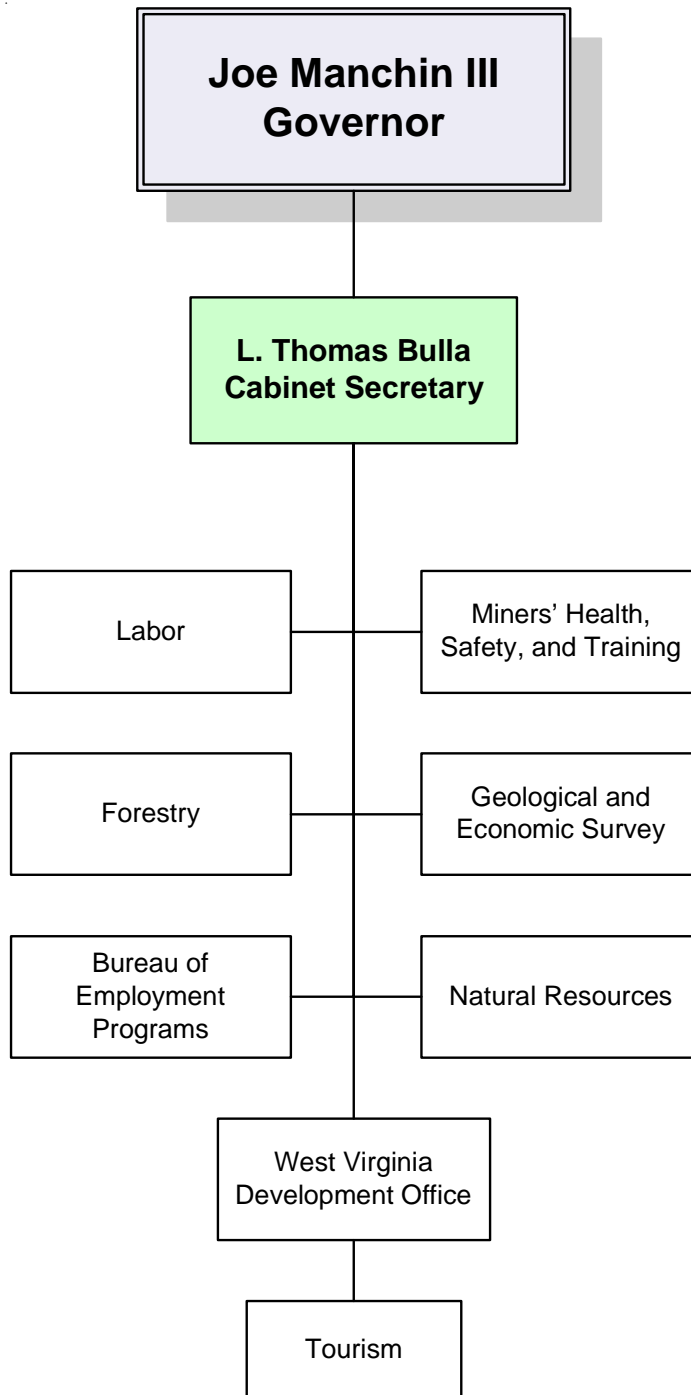 Joe Manchin III
Governor
L. Thomas Bulla
Cabinet Secretary
Labor
Miners’ Health,
Safety, and Training
Forestry
Geological and
Economic Survey
Bureau of
Employment
Programs
Natural Resources
West Virginia
Development Office
Tourism